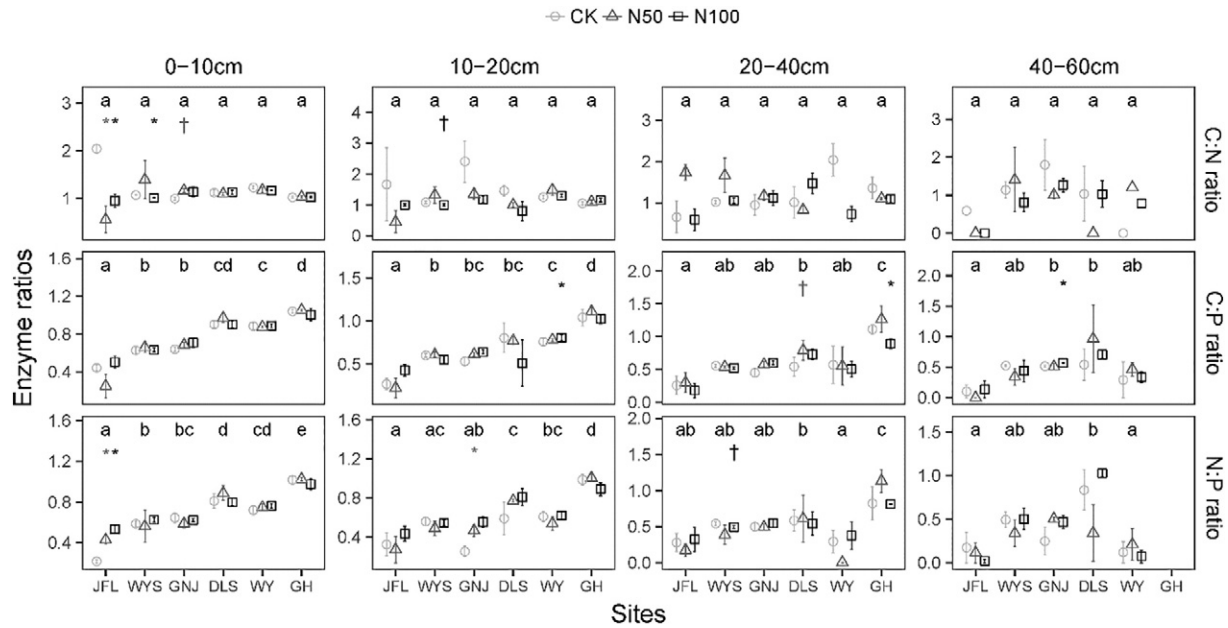 CK N50 N100
0−10cm 10−20cm 20−40cm 40−60cm
3 2 1
a a a a a a
* * * †
4 3 2 1 0
a a a a a a
†
3 2 1 0
a a a a a a
3 2 1 0
a a a a a
C:N ratio
Enzyme ratios
1.6 1.2 0.8 0.4
a b b cd c d
1.5 1.0 0.5
a b bc bc c d
*
2.0 1.5 1.0 0.5 0.0
a ab ab b ab c
† *
2.0 1.5 1.0 0.5 0.0
a ab b b ab
*
C:P ratio
1.6 1.2 0.8 0.4
a b bc d cd e
* *
1.6 1.2 0.8 0.4
a ac ab c bc d
*
2.0 1.5 1.0 0.5 0.0
ab ab ab b a c
†
1.5 1.0 0.5 0.0
a ab ab b a
N:P ratio
JFL WYS GNJ DLS WY GH
JFL WYS GNJ DLS WY GH
JFL WYS GNJ DLS WY GH
JFL WYS GNJ DLS WY GH
Sites